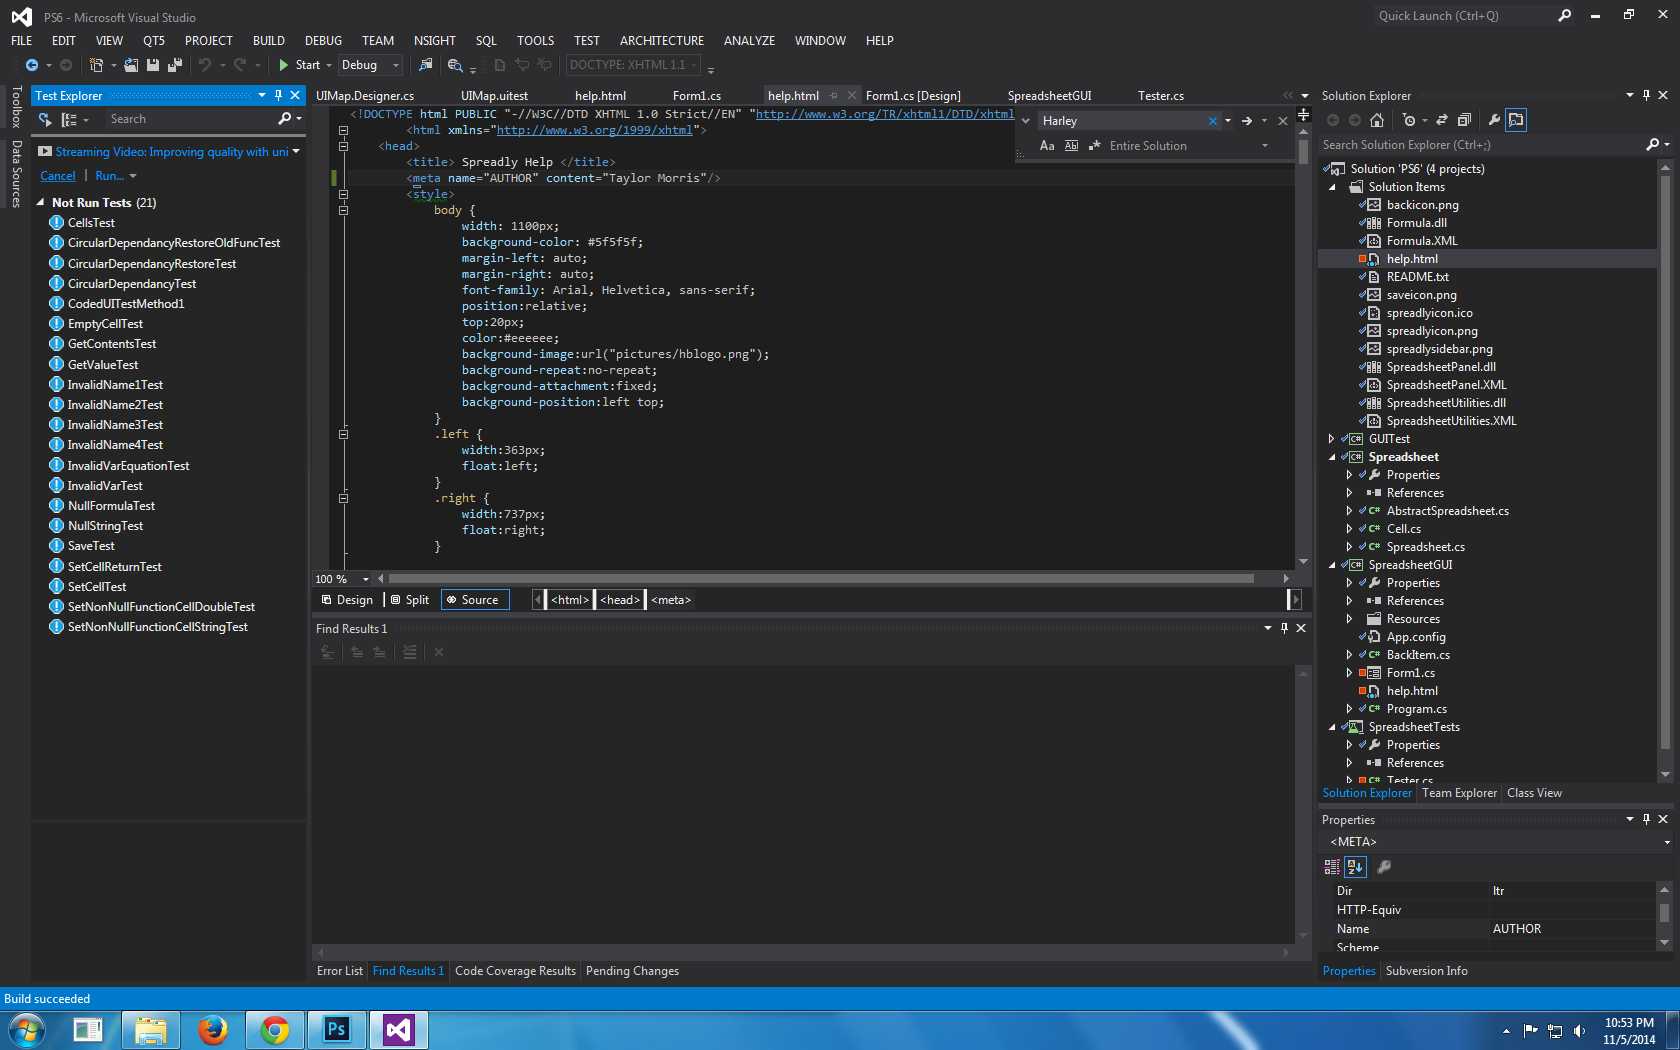 PS6 - Microsoft Visual Studio
Quick Launch (Ctrl+Q)
FILE EDIT VIEW QT5 PROJECT BUILD DEBUG TEAM NSIGHT SQL TOOLS TEST ARCHITECTURE ANALYZE WINDOW HELP
Start Debug DOCTYPE: XHTML 1.1
Toolbox
Data Sources
Test Explorer
Search
Streaming Video: Improving quality with uni
Cancel Run...
Not Run Tests (21)
CellsTest
CircularDependancyRestoreOldFuncTest
CircularDependancyRestoreTest
CircularDependancyTest
CodedUITestMethod1
EmptyCellTest
GetContentsTest
GetValueTest
InvalidName1Test
InvalidName2Test
InvalidName3Test
InvalidName4Test
InvalidVarEquationTest
InvalidVarTest
NullFormulaTest
NullStringTest
SaveTest
SetCellReturnTest
SetCellTest
SetNonNullFunctionCellDoubleTest
SetNonNullFunctionCellStringTest
UIMap.Designer.cs UIMap.uitest help.html Form1.cs help.html Form1.cs [Design] SpreadsheetGUI Tester.cs
<!DOCTYPE html PUBLIC "-//W3C//DTD XHTML 1.0 Strict//EN" "http://www.w3.org/TR/xhtml1/DTD/xhtml
<html xmlns="http://www.w3.org/1999/xhtml">
<head>
<title> Spreadly Help </title>
<meta name="AUTHOR" content="Taylor Morris"/>
<style>
body {
width: 1100px;
background-color: #5f5f5f;
margin-left: auto;
margin-right: auto;
font-family: Arial, Helvetica, sans-serif;
position:relative;
top:20px;
color:#eeeeee;
background-image:url("pictures/hblogo.png");
background-repeat:no-repeat;
background-attachment:fixed;
background-position:left top;
}
.left {
width:363px;
float:left;
}
.right {
width:737px;
float:right;
}
Harley
Aa Ab .* Entire Solution
100 %
Design Split Source <html> <head> <meta>
Find Results 1
Error List Find Results 1 Code Coverage Results Pending Changes
Solution Explorer
Search Solution Explorer (Ctrl+;)
Solution 'PS6' (4 projects)
Solution Items
backicon.png
Formula.dll
Formula.XML
help.html
README.txt
saveicon.png
spreadlyicon.ico
spreadlyicon.png
spreadlysidebar.png
SpreadsheetPanel.dll
SpreadsheetPanel.XML
SpreadsheetUtilities.dll
SpreadsheetUtilities.XML
C# GUITest
C# Spreadsheet
Properties
References
C# AbstractSpreadsheet.cs
C# Cell.cs
C# Spreadsheet.cs
C# SpreadsheetGUI
Properties
References
Resources
App.config
C# BackItem.cs
Form1.cs
help.html
C# Program.cs
SpreadsheetTests
Properties
References
C# Tester.cs
Solution Explorer Team Explorer Class View
Properties
<META>
Dir ltr
HTTP-Equiv
Name AUTHOR
Scheme
Properties Subversion Info
Build succeeded
Ps
10:53 PM
11/5/2014